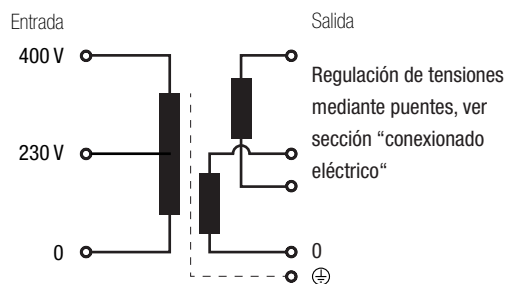 Entrada
Salida
400 V
Regulación de tensiones
mediante puentes, ver
sección “conexionado
eléctrico“
230 V
0
0